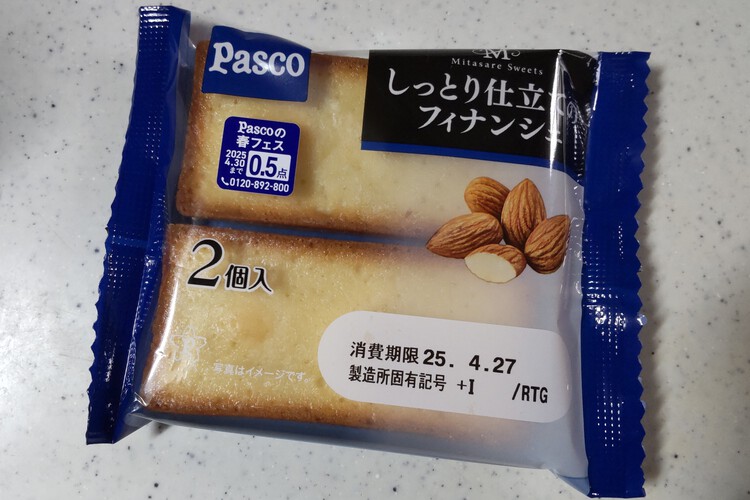 Pasco
M
Mitasare Sweets
しっとり仕立ての
フィナンシェ
Pascoの
春フェス
2025
4.30
まで
0.5点
0120-892-800
2個入
写真はイメージです。
消費期限 25. 4.27
製造所固有記号 +I /RTG